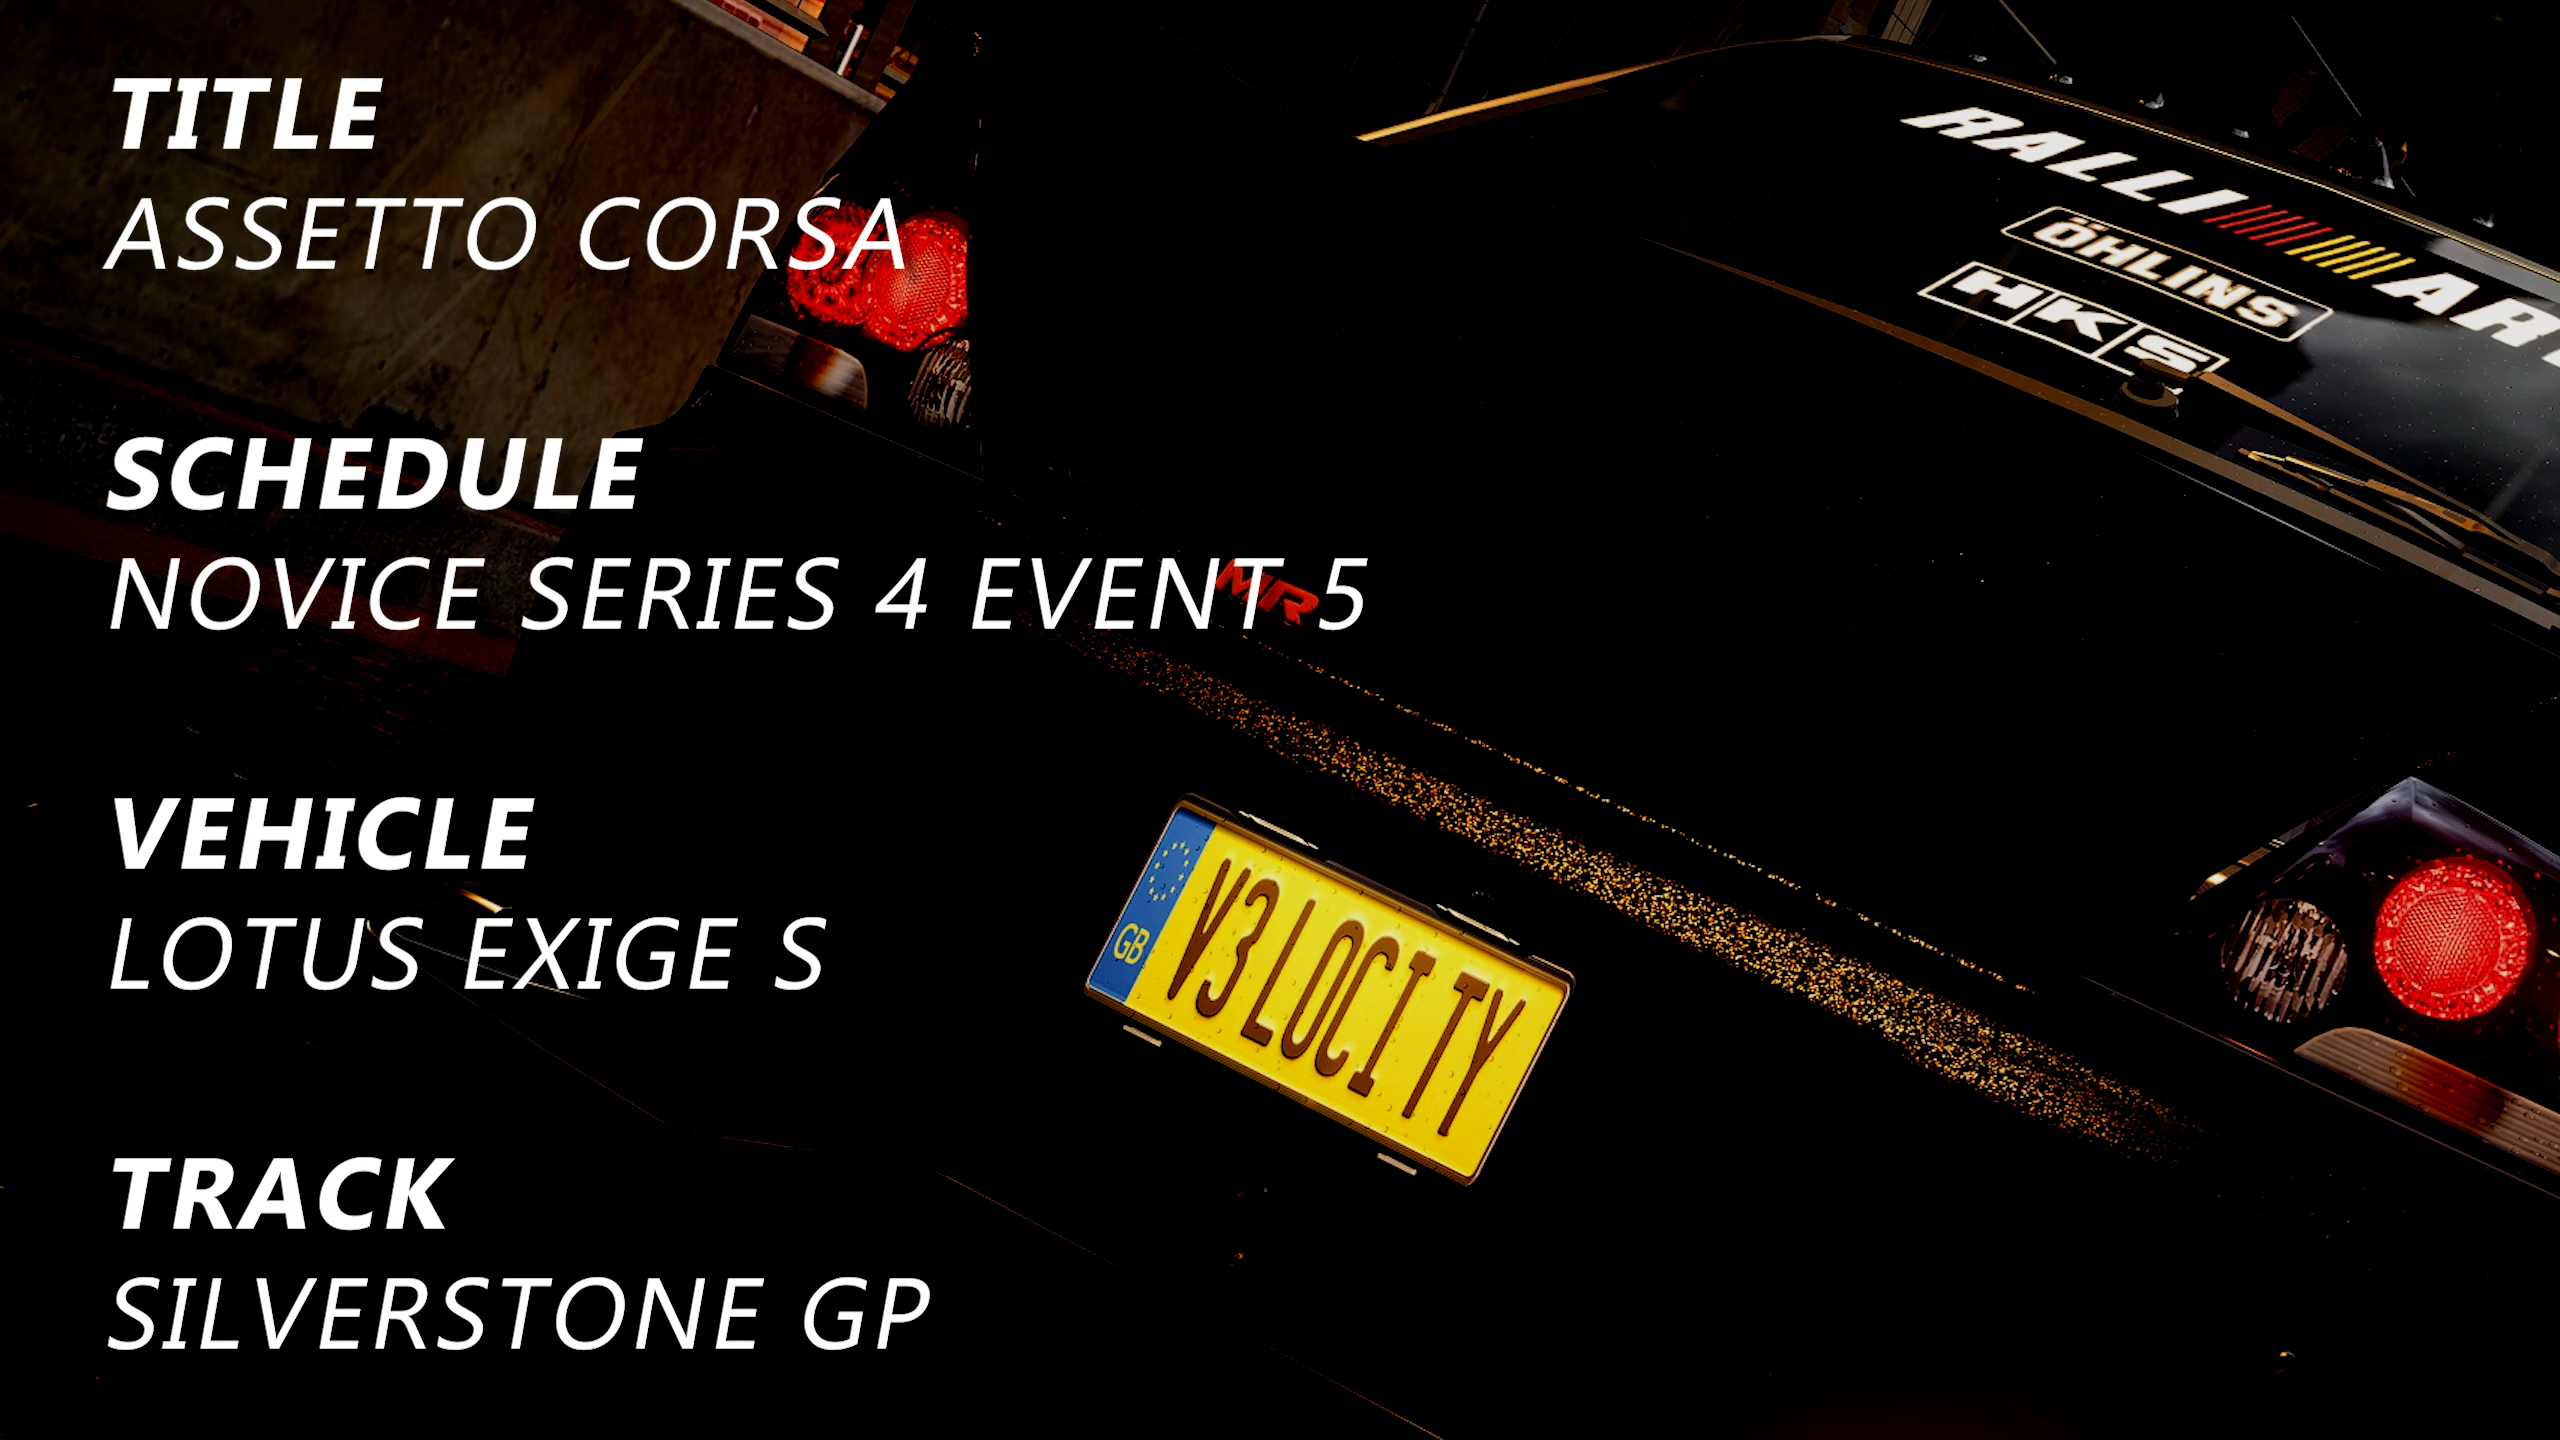 TITLE
ASSETTO CORSA
SCHEDULE
NOVICE SERIES 4 EVENT 5
VEHICLE
LOTUS EXIGE S
TRACK
SILVERSTONE GP
RALLI
ÖHLINS
HKS
MR
GB
V3LOCITY